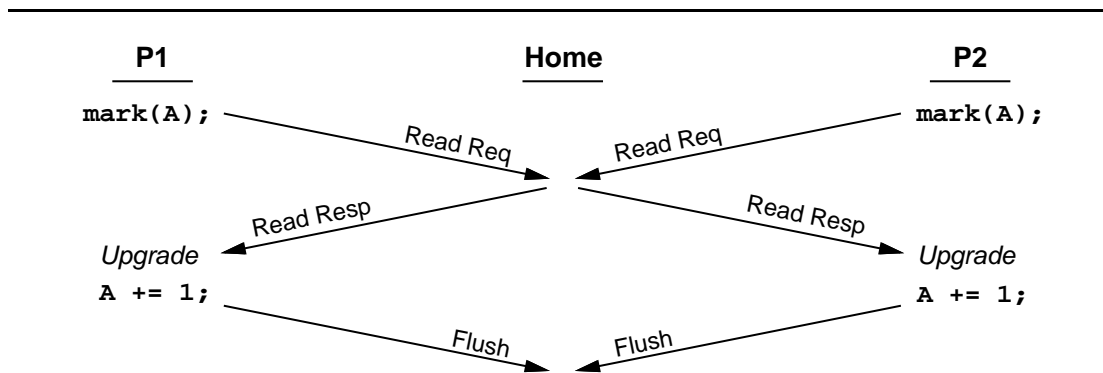 P1 Home P2
mark(A); mark(A);
Read Req Read Req
Read Resp Read Resp
Upgrade Upgrade
A += 1; A += 1;
Flush Flush